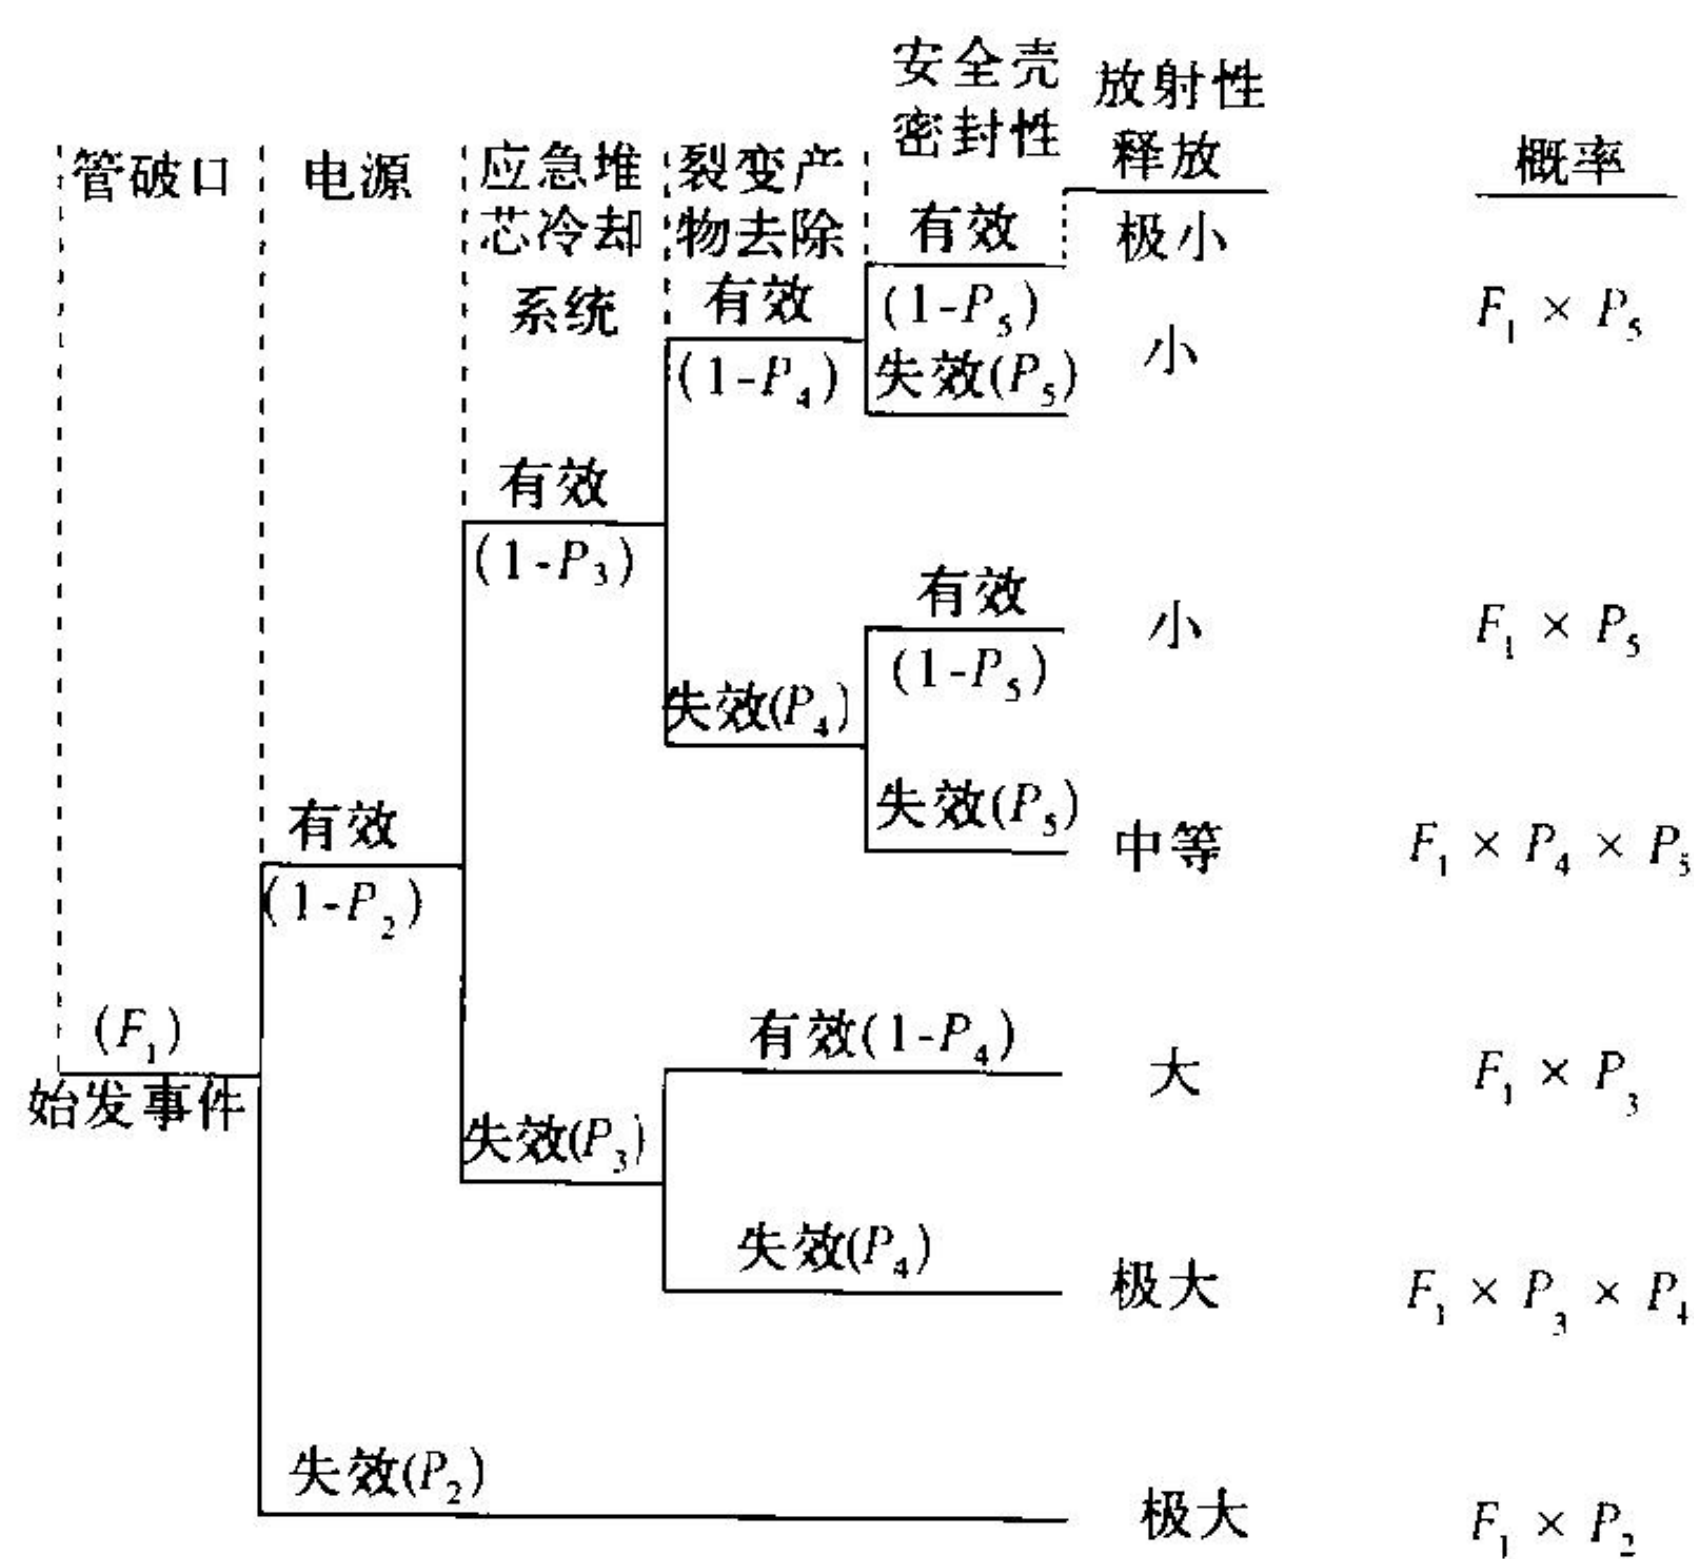 安全壳
密封性
放射性
释放
概率
管破口
电源
应急堆
芯冷却
系统
裂变产
物去除
有效
(1-P₅)
极小
有效
(1-P₄)
失效(P₅)
小
F₁ × P₅
有效
(1-P₃)
有效
(1-P₅)
小
F₁ × P₅
失效(P₄)
失效(P₅)
中等
F₁ × P₄ × P₅
有效
(1-P₂)
(F₁)
始发事件
有效(1-P₄)
大
F₁ × P₃
失效(P₃)
失效(P₄)
极大
F₁ × P₃ × P₄
失效(P₂)
极大
F₁ × P₂